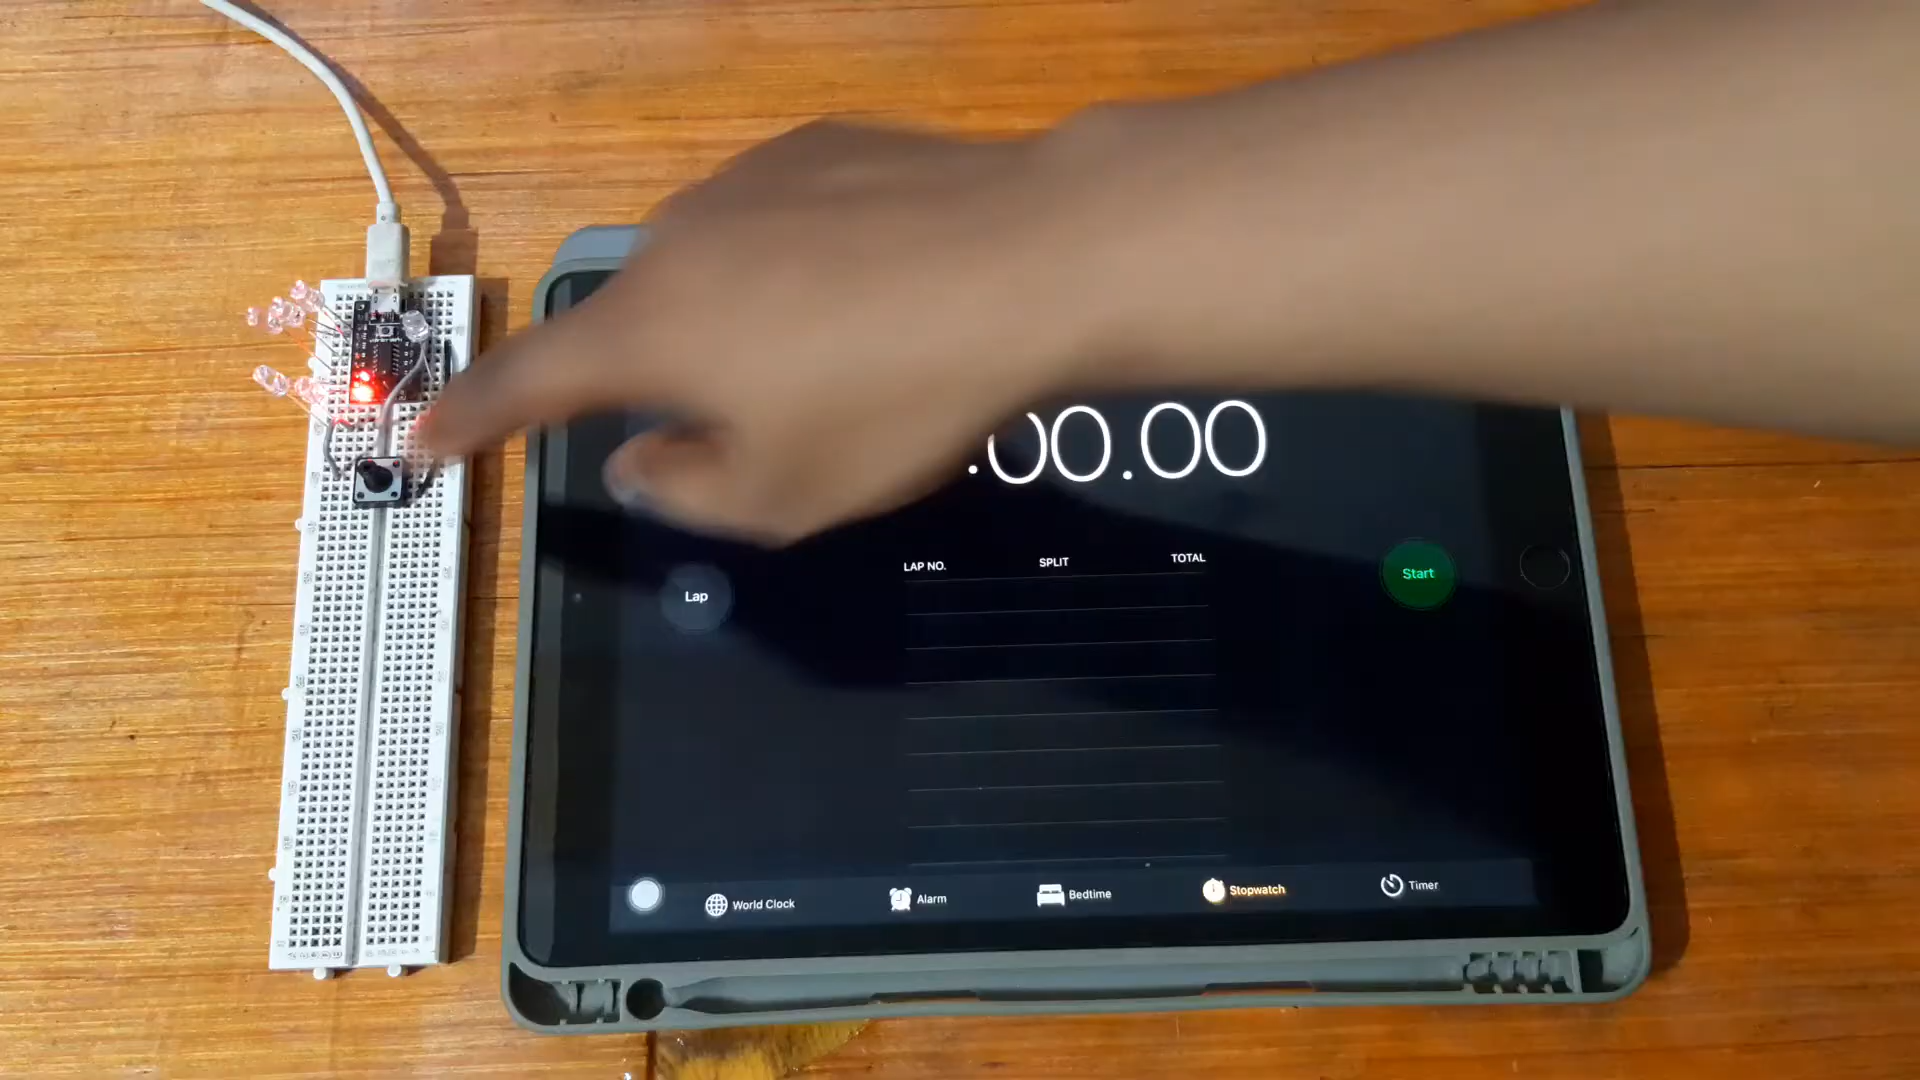 .00.00
LAP NO. SPLIT TOTAL
Lap
Start
World Clock Alarm Bedtime Stopwatch Timer